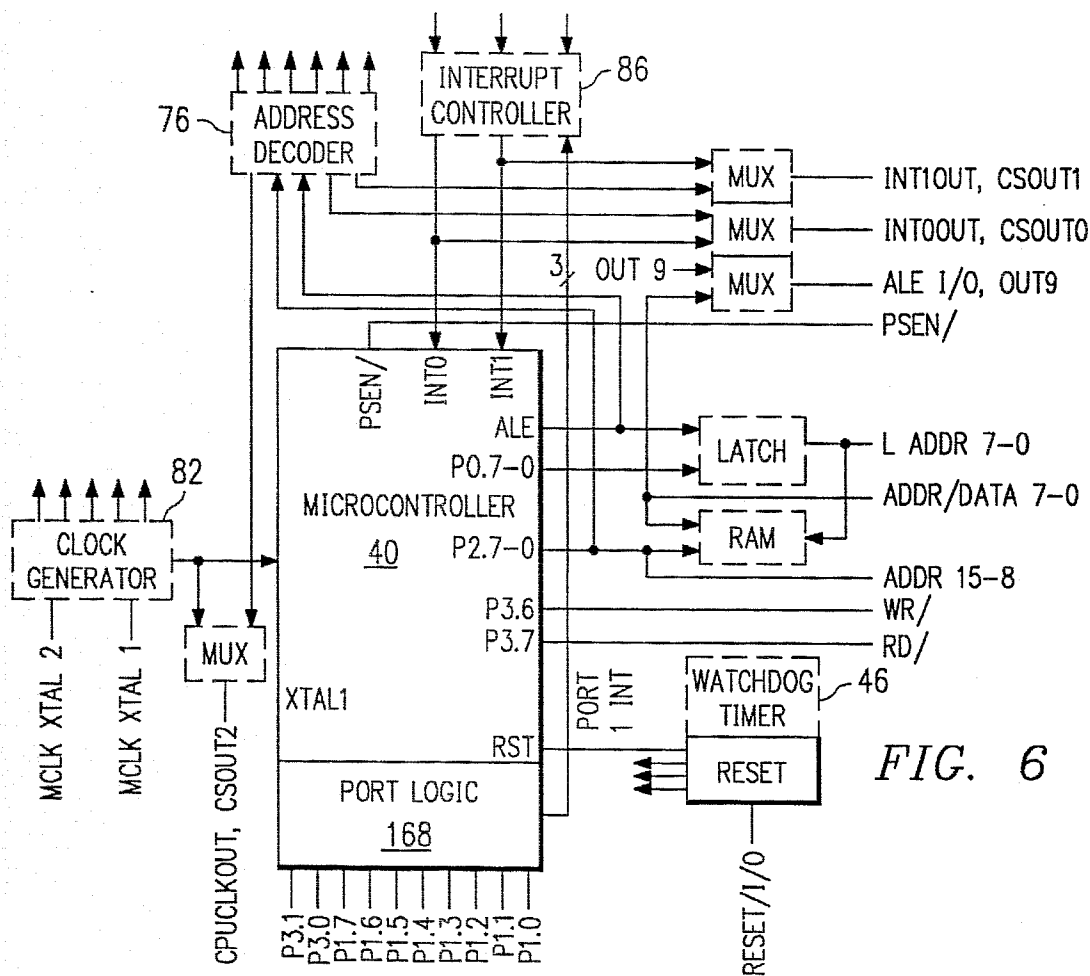 INTERRUPT
CONTROLLER
86
76
ADDRESS
DECODER
MUX
INT1OUT, CSOUT1
MUX
INT0OUT, CSOUT0
3
OUT 9
MUX
ALE I/O, OUT9
PSEN/
PSEN/
INT0
INT1
ALE
LATCH
L ADDR 7-0
P0.7-0
ADDR/DATA 7-0
82
MICROCONTROLLER
40
RAM
CLOCK
GENERATOR
P2.7-0
ADDR 15-8
P3.6
WR/
P3.7
RD/
MUX
MCLK XTAL 2
MCLK XTAL 1
CPUCLKOUT, CSOUT2
XTAL1
PORT
1 INT
WATCHDOG
TIMER
46
RST
RESET
FIG. 6
PORT LOGIC
168
RESET/I/O
P3.1
P3.0
P1.7
P1.6
P1.5
P1.4
P1.3
P1.2
P1.1
P1.0